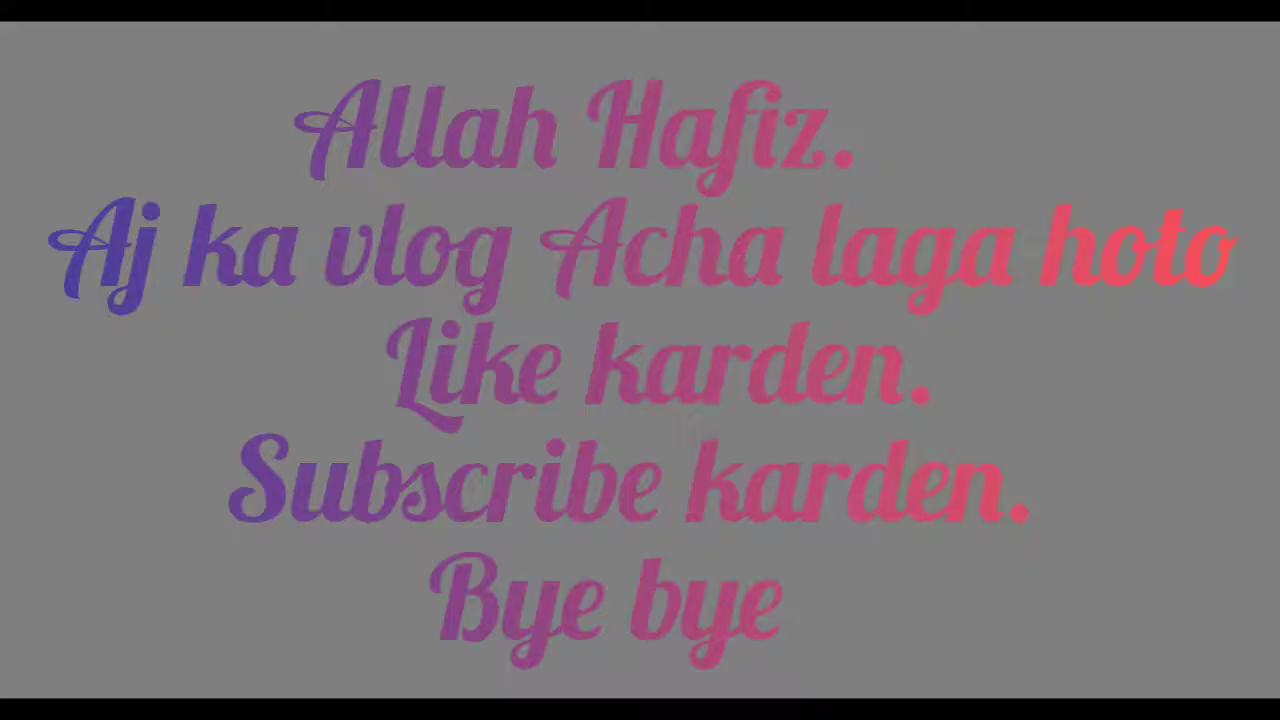 Allah Hafiz.
Aj ka vlog Acha laga hoto
Like karden.
Subscribe karden.
Bye bye